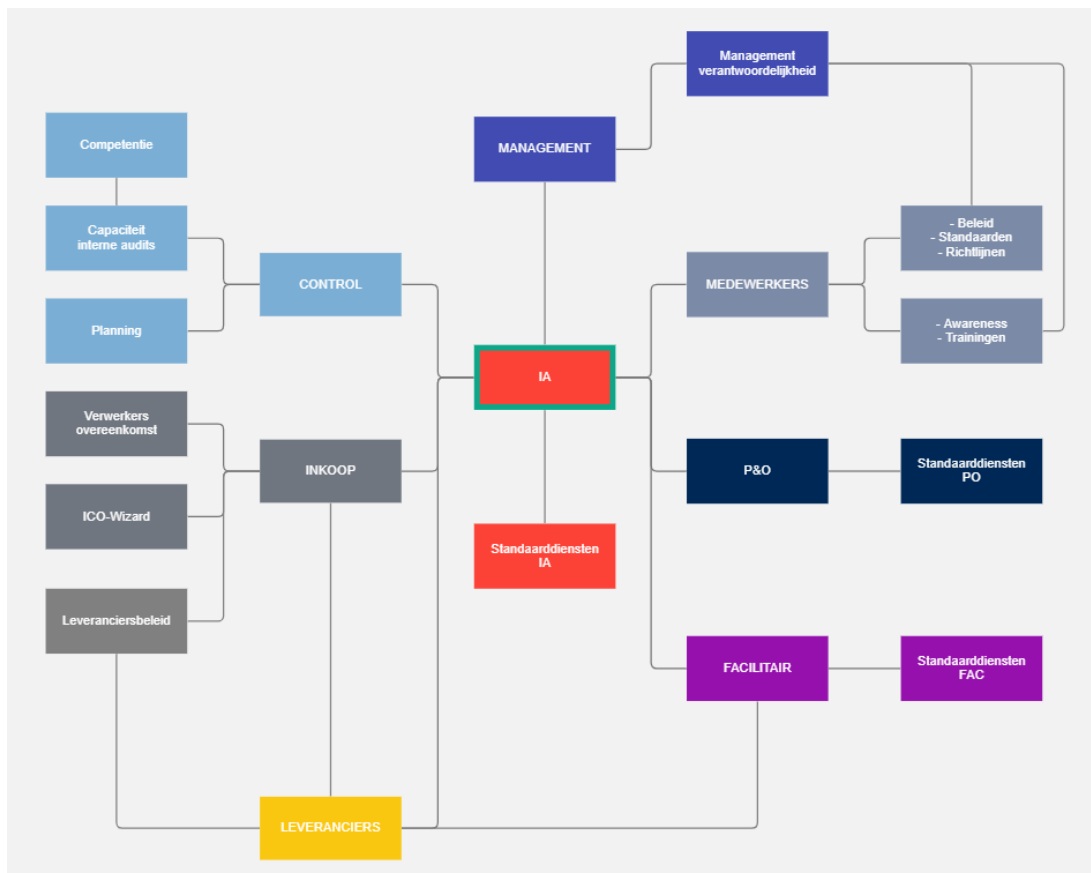 Management
verantwoordelijkheid
Competentie
MANAGEMENT
Capaciteit
interne audits
- Beleid
- Standaarden
- Richtlijnen
CONTROL
MEDEWERKERS
Planning
- Awareness
- Trainingen
IA
Verwerkers
overeenkomst
INKOOP
P&O
Standaarddiensten
PO
ICO-Wizard
Standaarddiensten
IA
Leveranciersbeleid
FACILITAIR
Standaarddiensten
FAC
LEVERANCIERS